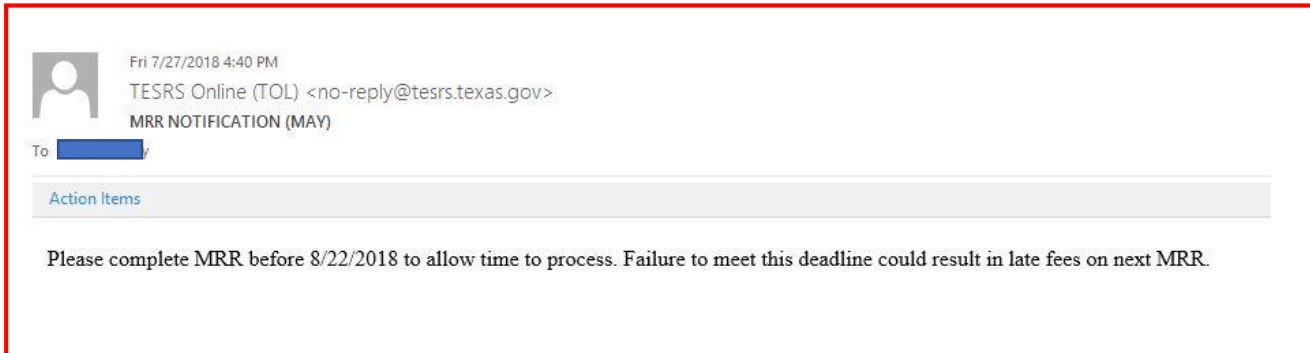 Fri 7/27/2018 4:40 PM
TESRS Online (TOL) <no-reply@tesrs.texas.gov>
MRR NOTIFICATION (MAY)
To
Action Items
Please complete MRR before 8/22/2018 to allow time to process. Failure to meet this deadline could result in late fees on next MRR.